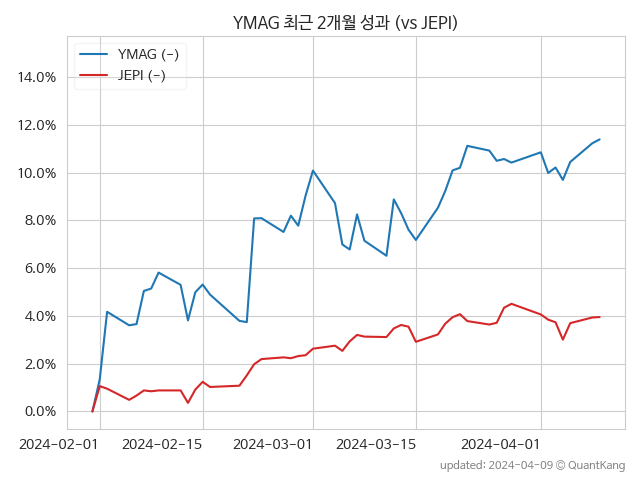 YMAG 최근 2개월 성과 (vs JEPI)
YMAG (-)
JEPI (-)
14.0%
12.0%
10.0%
8.0%
6.0%
4.0%
2.0%
0.0%
2024-02-01 2024-02-15 2024-03-01 2024-03-15 2024-04-01
updated: 2024-04-09 © QuantKang